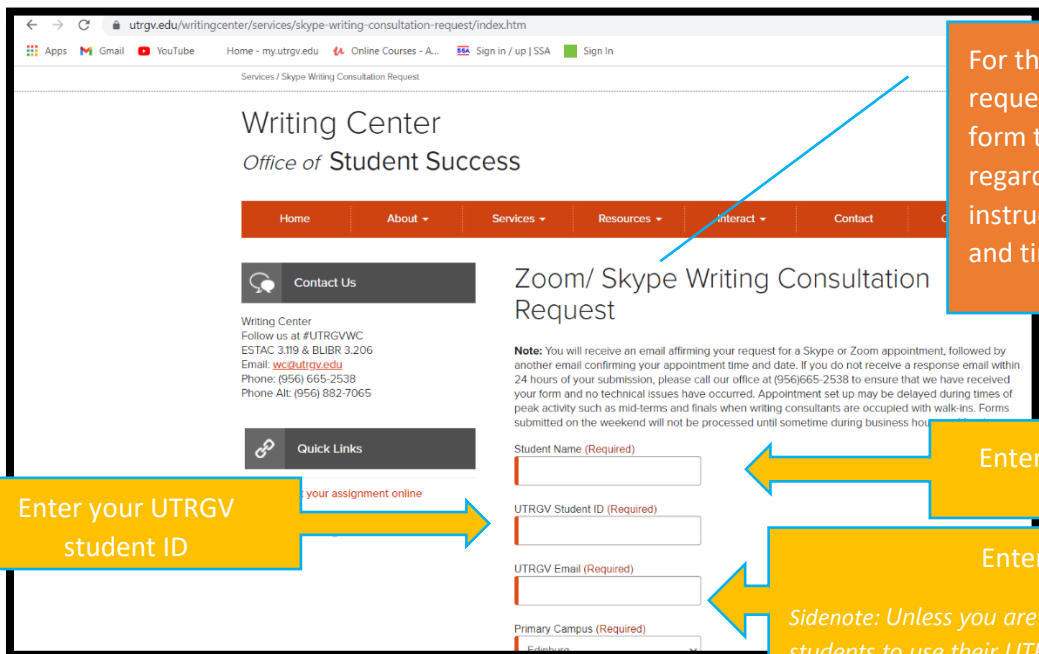 utrgv.edu/writingcenter/services/skype-writing-consultation-request/index.htm
Apps Gmail YouTube Home - my.utrgv.edu Online Courses - A... SSA Sign in / up | SSA Sign In
Services / Skype Writing Consultation Request
Writing Center
Office of Student Success
Home About Services Resources Interact Contact
Contact Us
Writing Center
Follow us at #UTRGVWC
ESTAC 3.119 & BLIBR 3.206
Email: wc@utrgv.edu
Phone: (956) 665-2538
Phone Alt: (956) 882-7065
Quick Links
your assignment online
Enter your UTRGV
student ID
Zoom/ Skype Writing Consultation
Request
Note: You will receive an email affirming your request for a Skype or Zoom appointment, followed by
another email confirming your appointment time and date. If you do not receive a response email within
24 hours of your submission, please call our office at (956)665-2538 to ensure that we have received
your form and no technical issues have occurred. Appointment set up may be delayed during times of
peak activity such as mid-terms and finals when writing consultants are occupied with walk-ins. Forms
submitted on the weekend will not be processed until sometime during business
Student Name (Required)
UTRGV Student ID (Required)
UTRGV Email (Required)
Primary Campus (Required)
Edinburg
For
form
and
Enter
Enter
Sidenote: Unless you are
students to use their